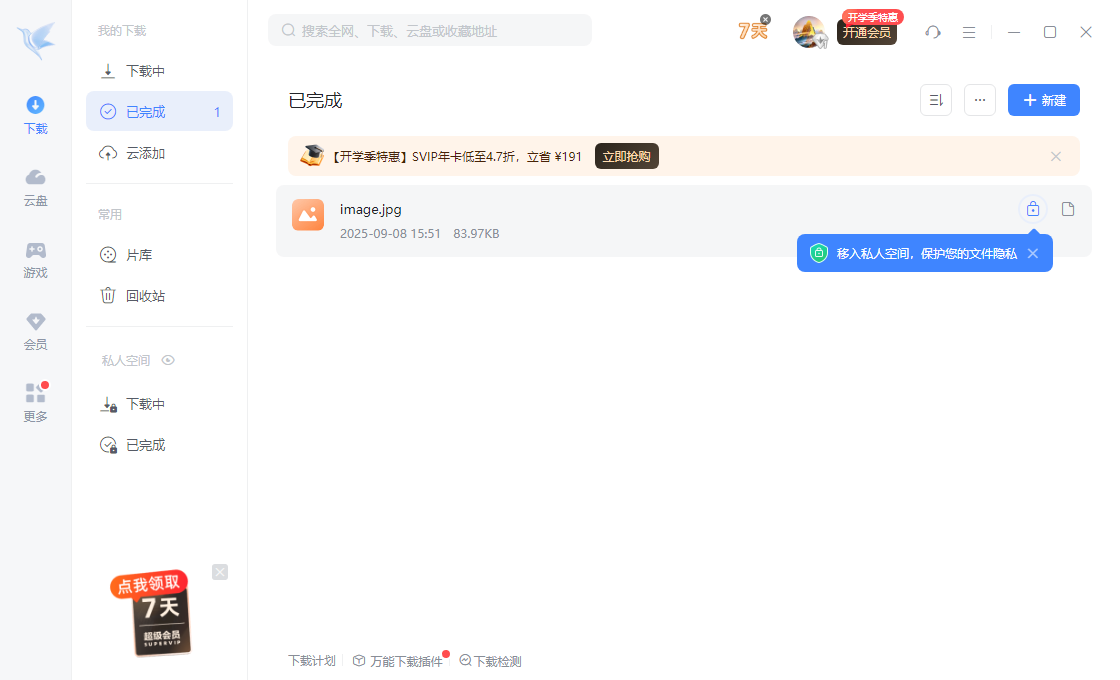 我的下载
下载中
已完成 1
云添加
常用
片库
回收站
私人空间
下载中
已完成
点我领取
7天
超级会员
SUPERVIP
下载
云盘
游戏
会员
更多
搜索全网、下载、云盘或收藏地址
7天
开学季特惠
开通会员
已完成
新建
【开学季特惠】SVIP年卡低至4.7折，立省 ¥191
立即抢购
image.jpg
2025-09-08 15:51 83.97KB
移入私人空间，保护您的文件隐私
下载计划
万能下载插件
下载检测